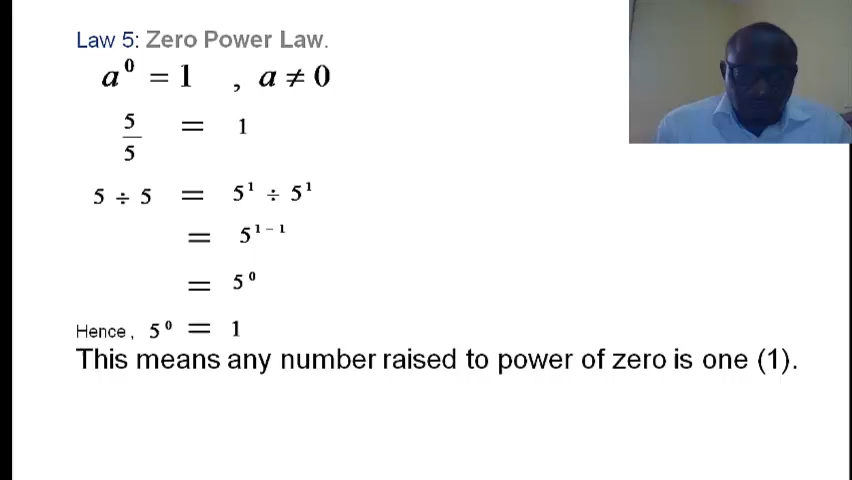 Law 5: Zero Power Law.
a⁰ = 1 , a ≠ 0
5/5 = 1
5 ÷ 5 = 5¹ ÷ 5¹
= 5¹⁻¹
= 5⁰
Hence, 5⁰ = 1
This means any number raised to power of zero is one (1).